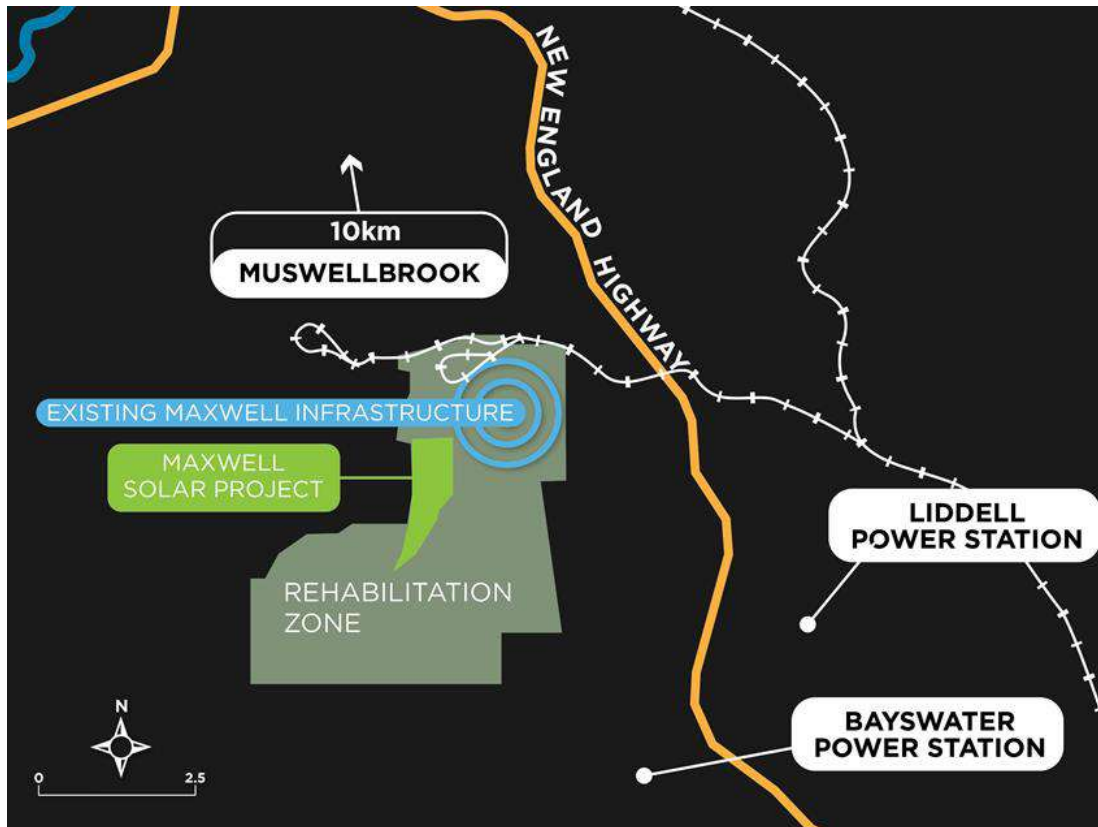 NEW ENGLAND HIGHWAY
10km
MUSWELLBROOK
EXISTING MAXWELL INFRASTRUCTURE
MAXWELL
SOLAR PROJECT
LIDDELL
POWER STATION
REHABILITATION
ZONE
BAYSWATER
POWER STATION
N
0
2.5